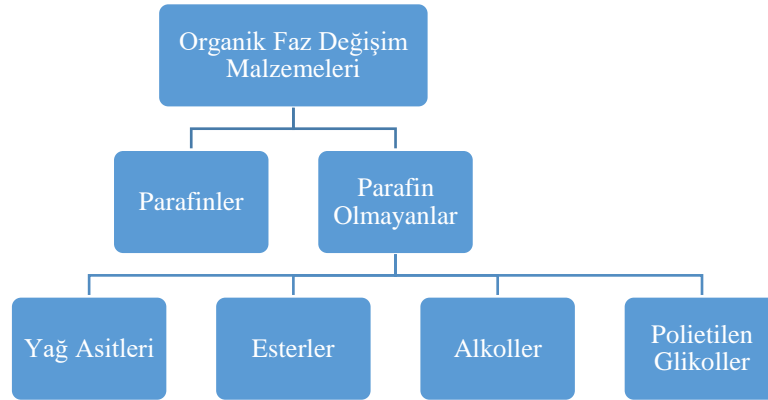 Organik Faz Değişim
Malzemeleri
Parafinler
Parafin
Olmayanlar
Yağ Asitleri
Esterler
Alkoller
Polietilen
Glikoller